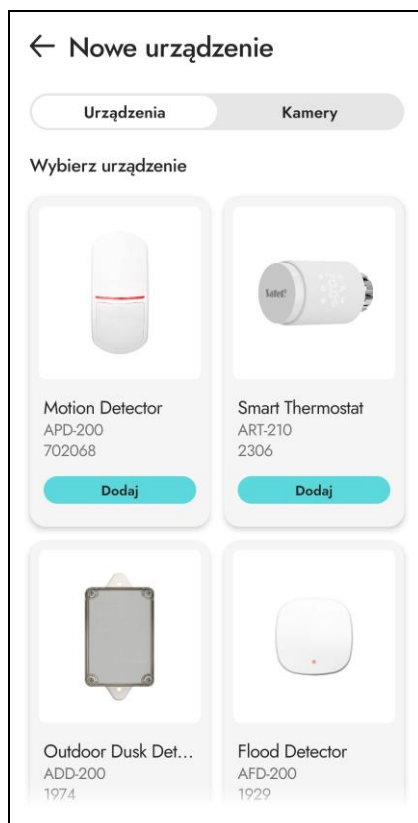 Nowe urządzenie
Urządzenia
Kamery
Wybierz urządzenie
Satel
Motion Detector
APD-200
702068
Dodaj
Smart Thermostat
ART-210
2306
Dodaj
Outdoor Dusk Det...
ADD-200
1974
Flood Detector
AFD-200
1929